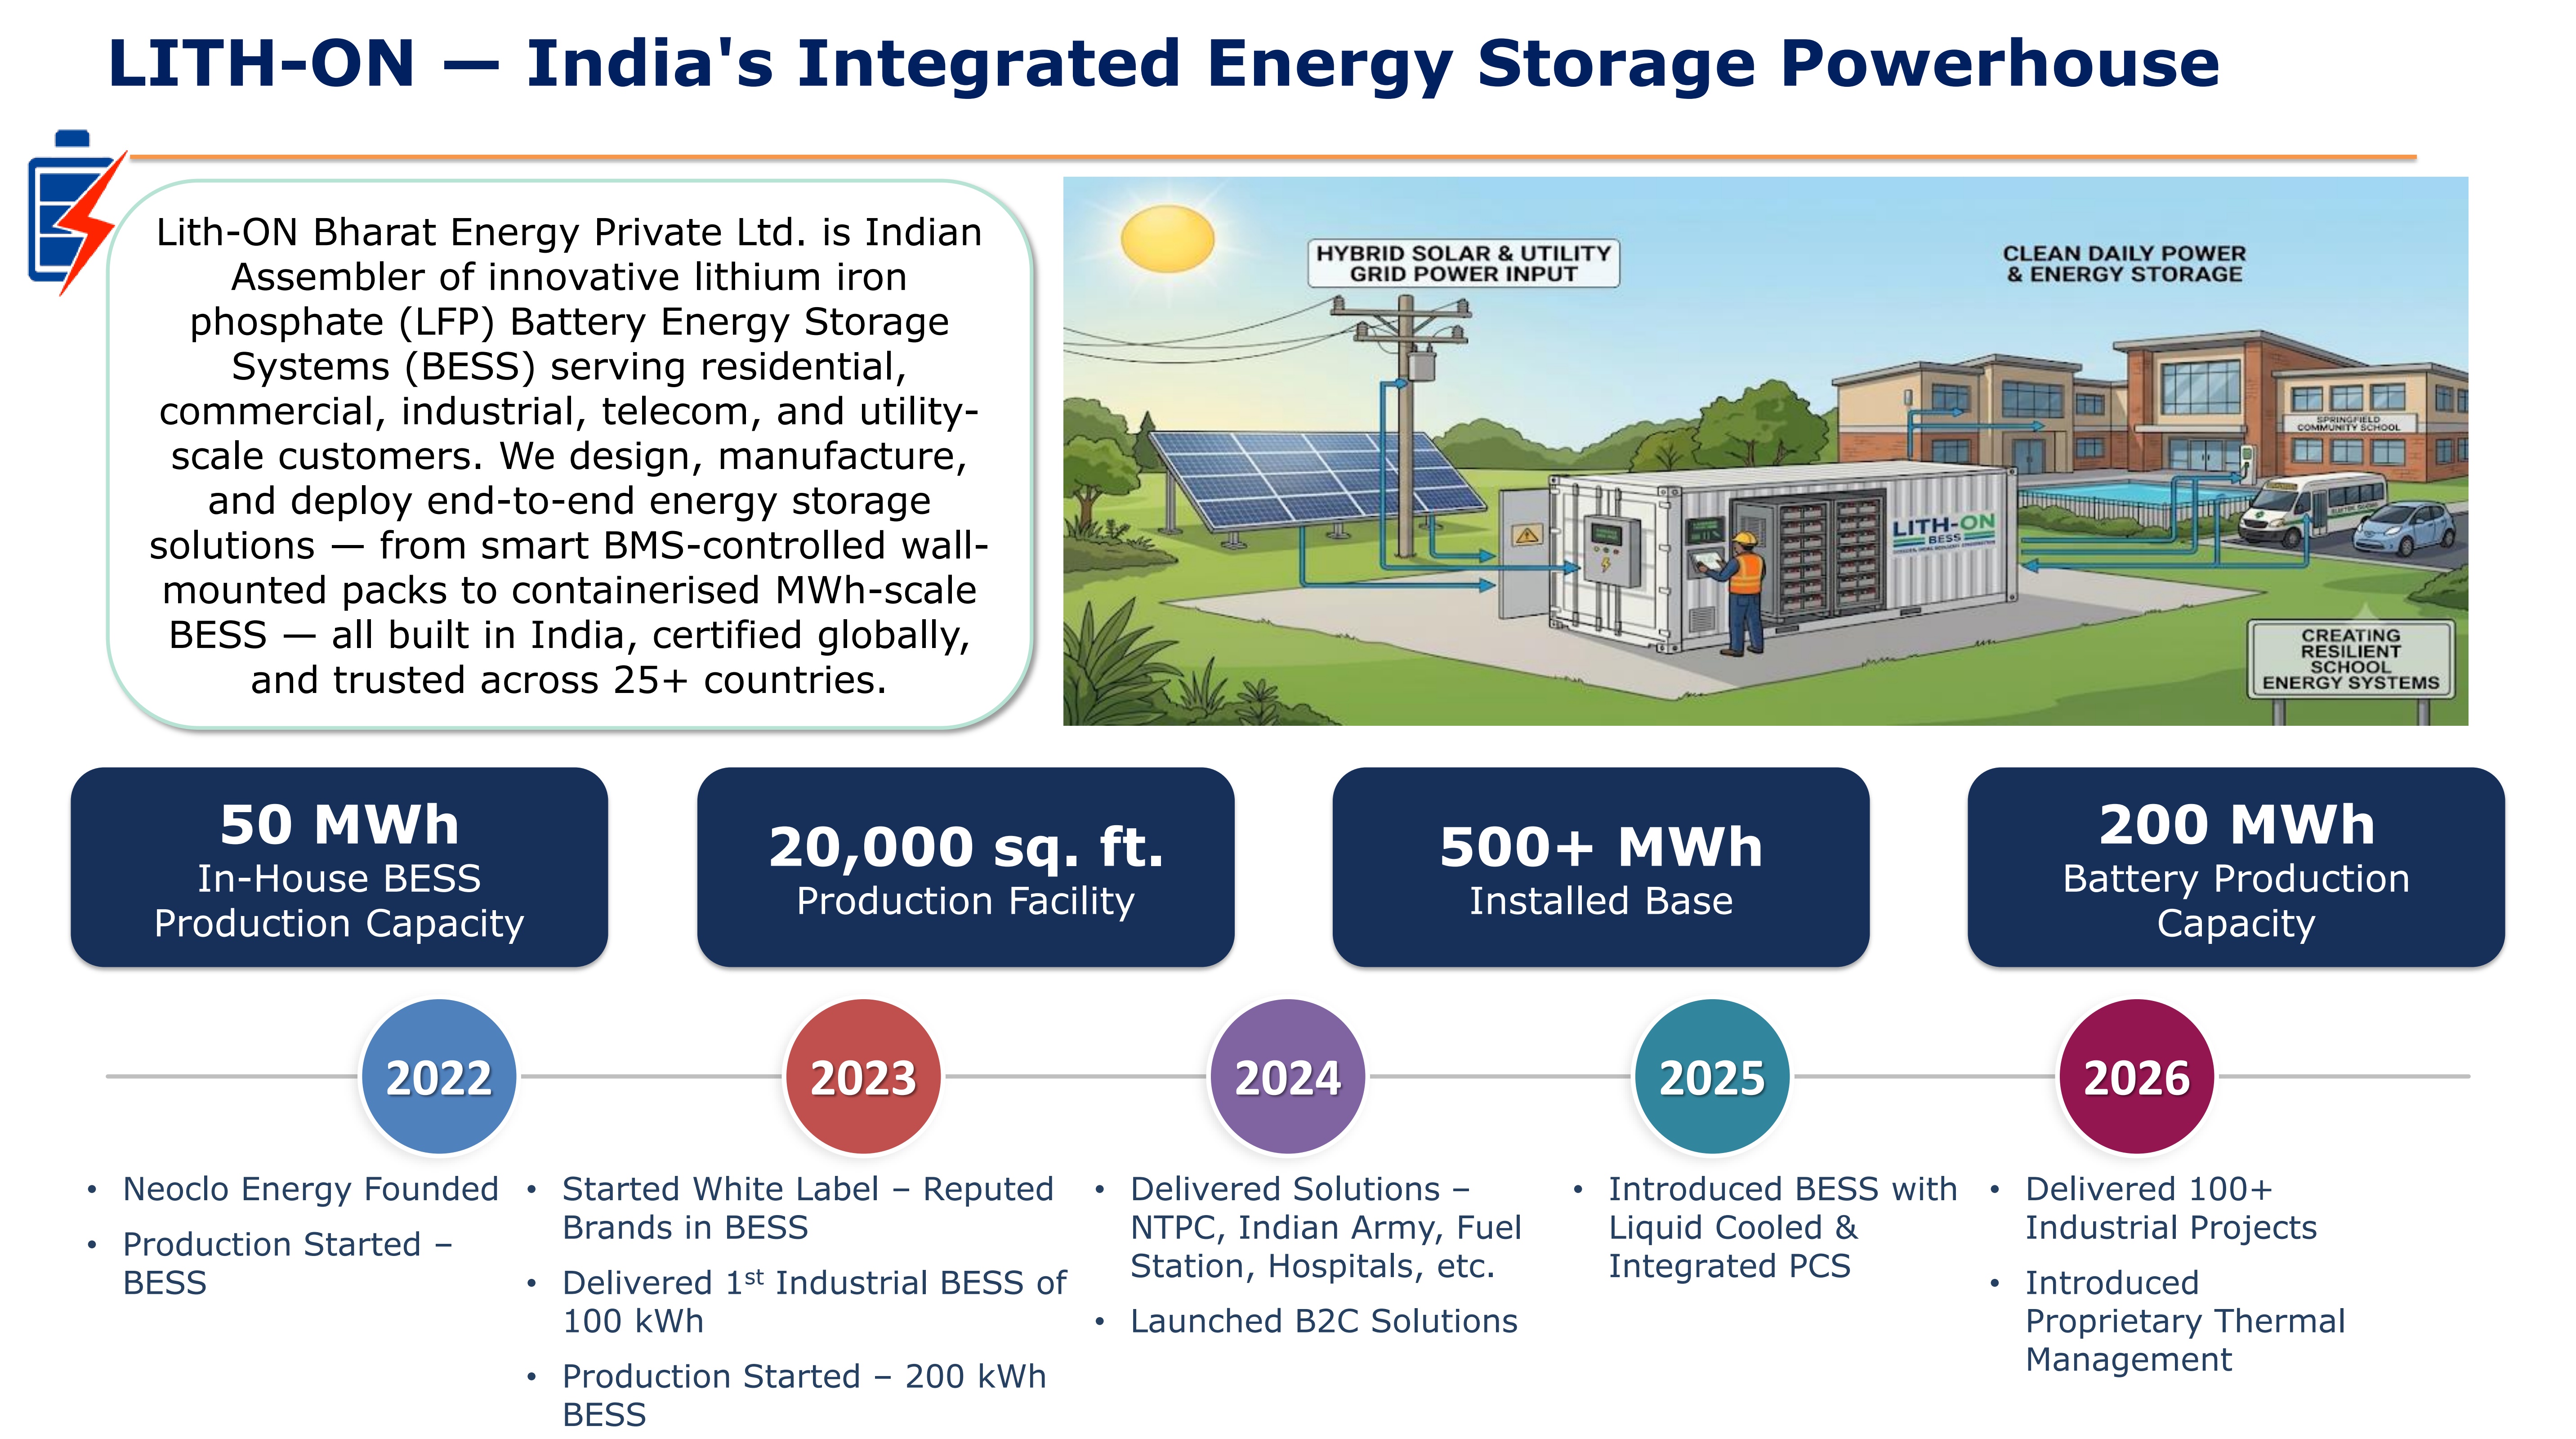 LITH-ON — India's Integrated Energy Storage Powerhouse
Lith-ON Bharat Energy Private Ltd. is Indian
Assembler of innovative lithium iron
phosphate (LFP) Battery Energy Storage
Systems (BESS) serving residential,
commercial, industrial, telecom, and utility-
scale customers. We design, manufacture,
and deploy end-to-end energy storage
solutions — from smart BMS-controlled wall-
mounted packs to containerised MWh-scale
BESS — all built in India, certified globally,
and trusted across 25+ countries.
HYBRID SOLAR & UTILITY
GRID POWER INPUT
CLEAN DAILY POWER
& ENERGY STORAGE
SPRINGFIELD
COMMUNITY SCHOOL
LITH-ON
BESS
CREATING
RESILIENT
SCHOOL
ENERGY SYSTEMS
50 MWh
In-House BESS
Production Capacity
20,000 sq. ft.
Production Facility
500+ MWh
Installed Base
200 MWh
Battery Production
Capacity
2022
2023
2024
2025
2026
• Neoclo Energy Founded
• Production Started –
BESS
• Started White Label – Reputed
Brands in BESS
• Delivered 1st Industrial BESS of
100 kWh
• Production Started – 200 kWh
BESS
• Delivered Solutions –
NTPC, Indian Army, Fuel
Station, Hospitals, etc.
• Launched B2C Solutions
• Introduced BESS with
Liquid Cooled &
Integrated PCS
• Delivered 100+
Industrial Projects
• Introduced
Proprietary Thermal
Management